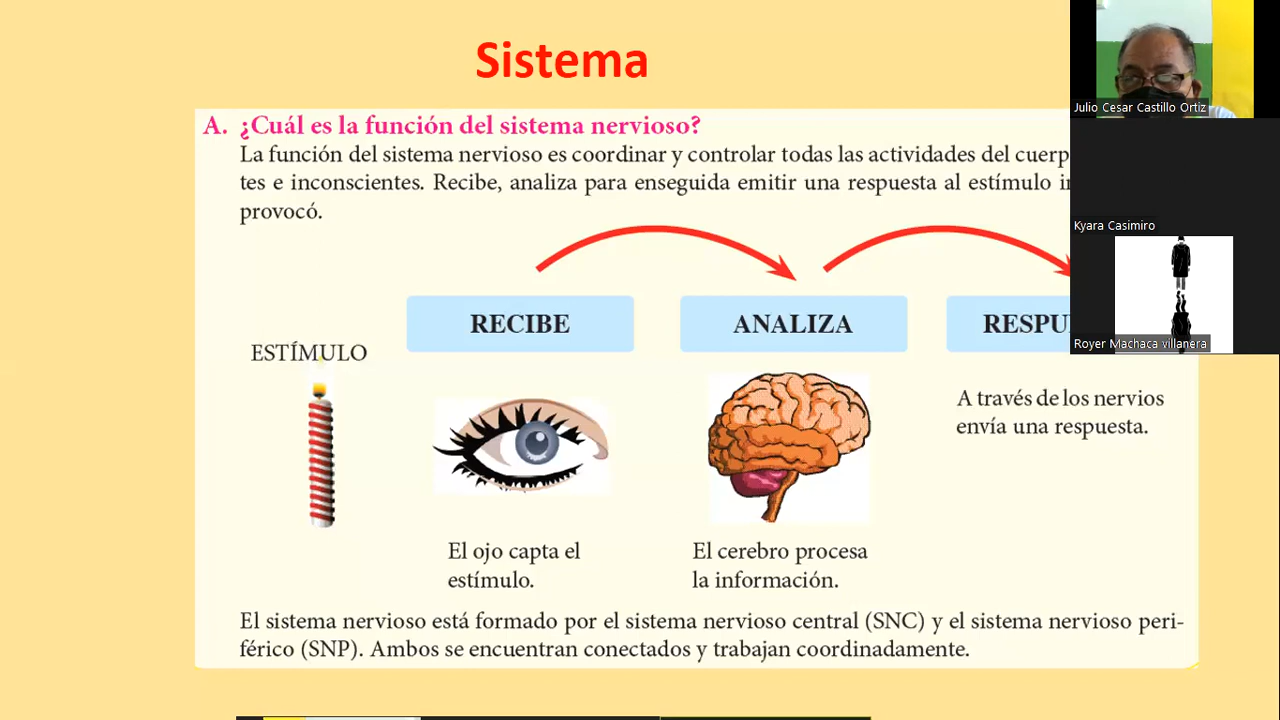 Sistema
A. ¿Cuál es la función del sistema nervioso?
La función del sistema nervioso es coordinar y controlar todas las actividades del
tes e inconscientes. Recibe, analiza para enseguida emitir una respuesta al estímulo
provocó.
RECIBE
ANALIZA
ESTÍMULO
A través de los nervios
envía una respuesta.
El ojo capta el
estímulo.
El cerebro procesa
la información.
El sistema nervioso está formado por el sistema nervioso central (SNC) y el sistema nervioso peri-
férico (SNP). Ambos se encuentran conectados y trabajan coordinadamente.
Julio Cesar Castillo Ortiz
Kyara Casimiro
Royer Machaca villanera